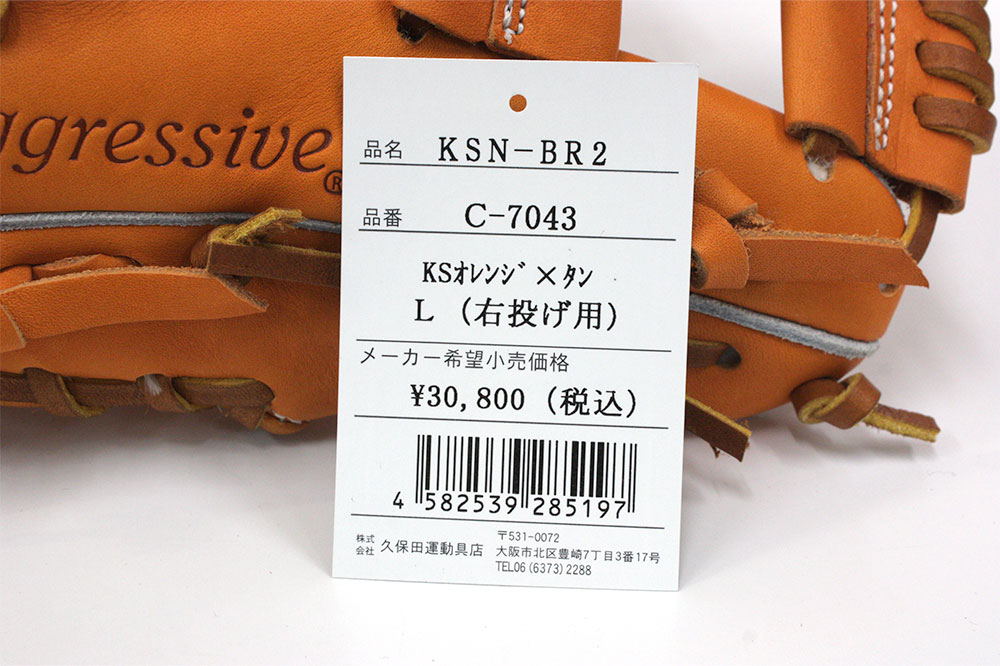 ggressive®
品名 KSN-BR2
品番 C-7043
KSｵﾚﾝｼﾞ×ﾀﾝ
L (右投げ用)
メーカー希望小売価格
¥30,800 (税込)
4 582539 285197
株式会社 久保田運動具店
〒531-0072
大阪市北区豊崎7丁目3番17号
TEL06(6373)2288